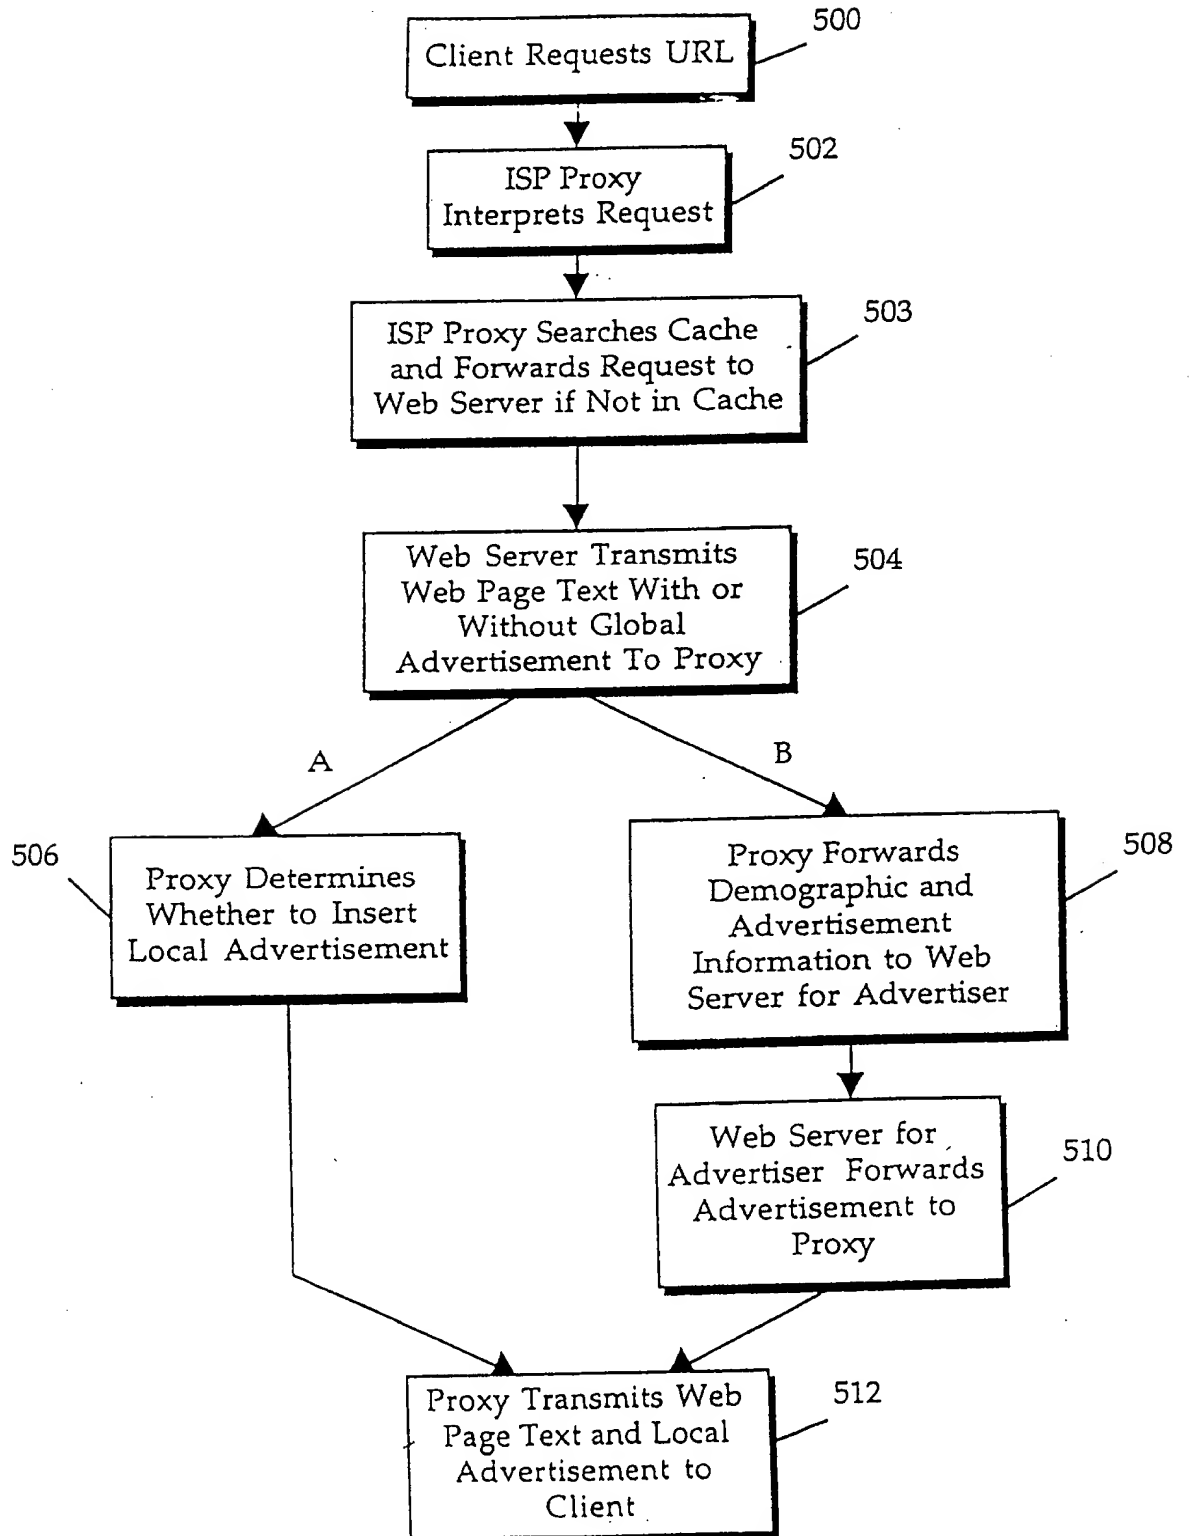 500
Client Requests URL
502
ISP Proxy
Interprets Request
503
ISP Proxy Searches Cache
and Forwards Request to
Web Server if Not in Cache
504
Web Server Transmits
Web Page Text With or
Without Global
Advertisement To Proxy
A
B
506
Proxy Determines
Whether to Insert
Local Advertisement
508
Proxy Forwards
Demographic and
Advertisement
Information to Web
Server for Advertiser
510
Web Server for
Advertiser Forwards
Advertisement to
Proxy
512
Proxy Transmits Web
Page Text and Local
Advertisement to
Client